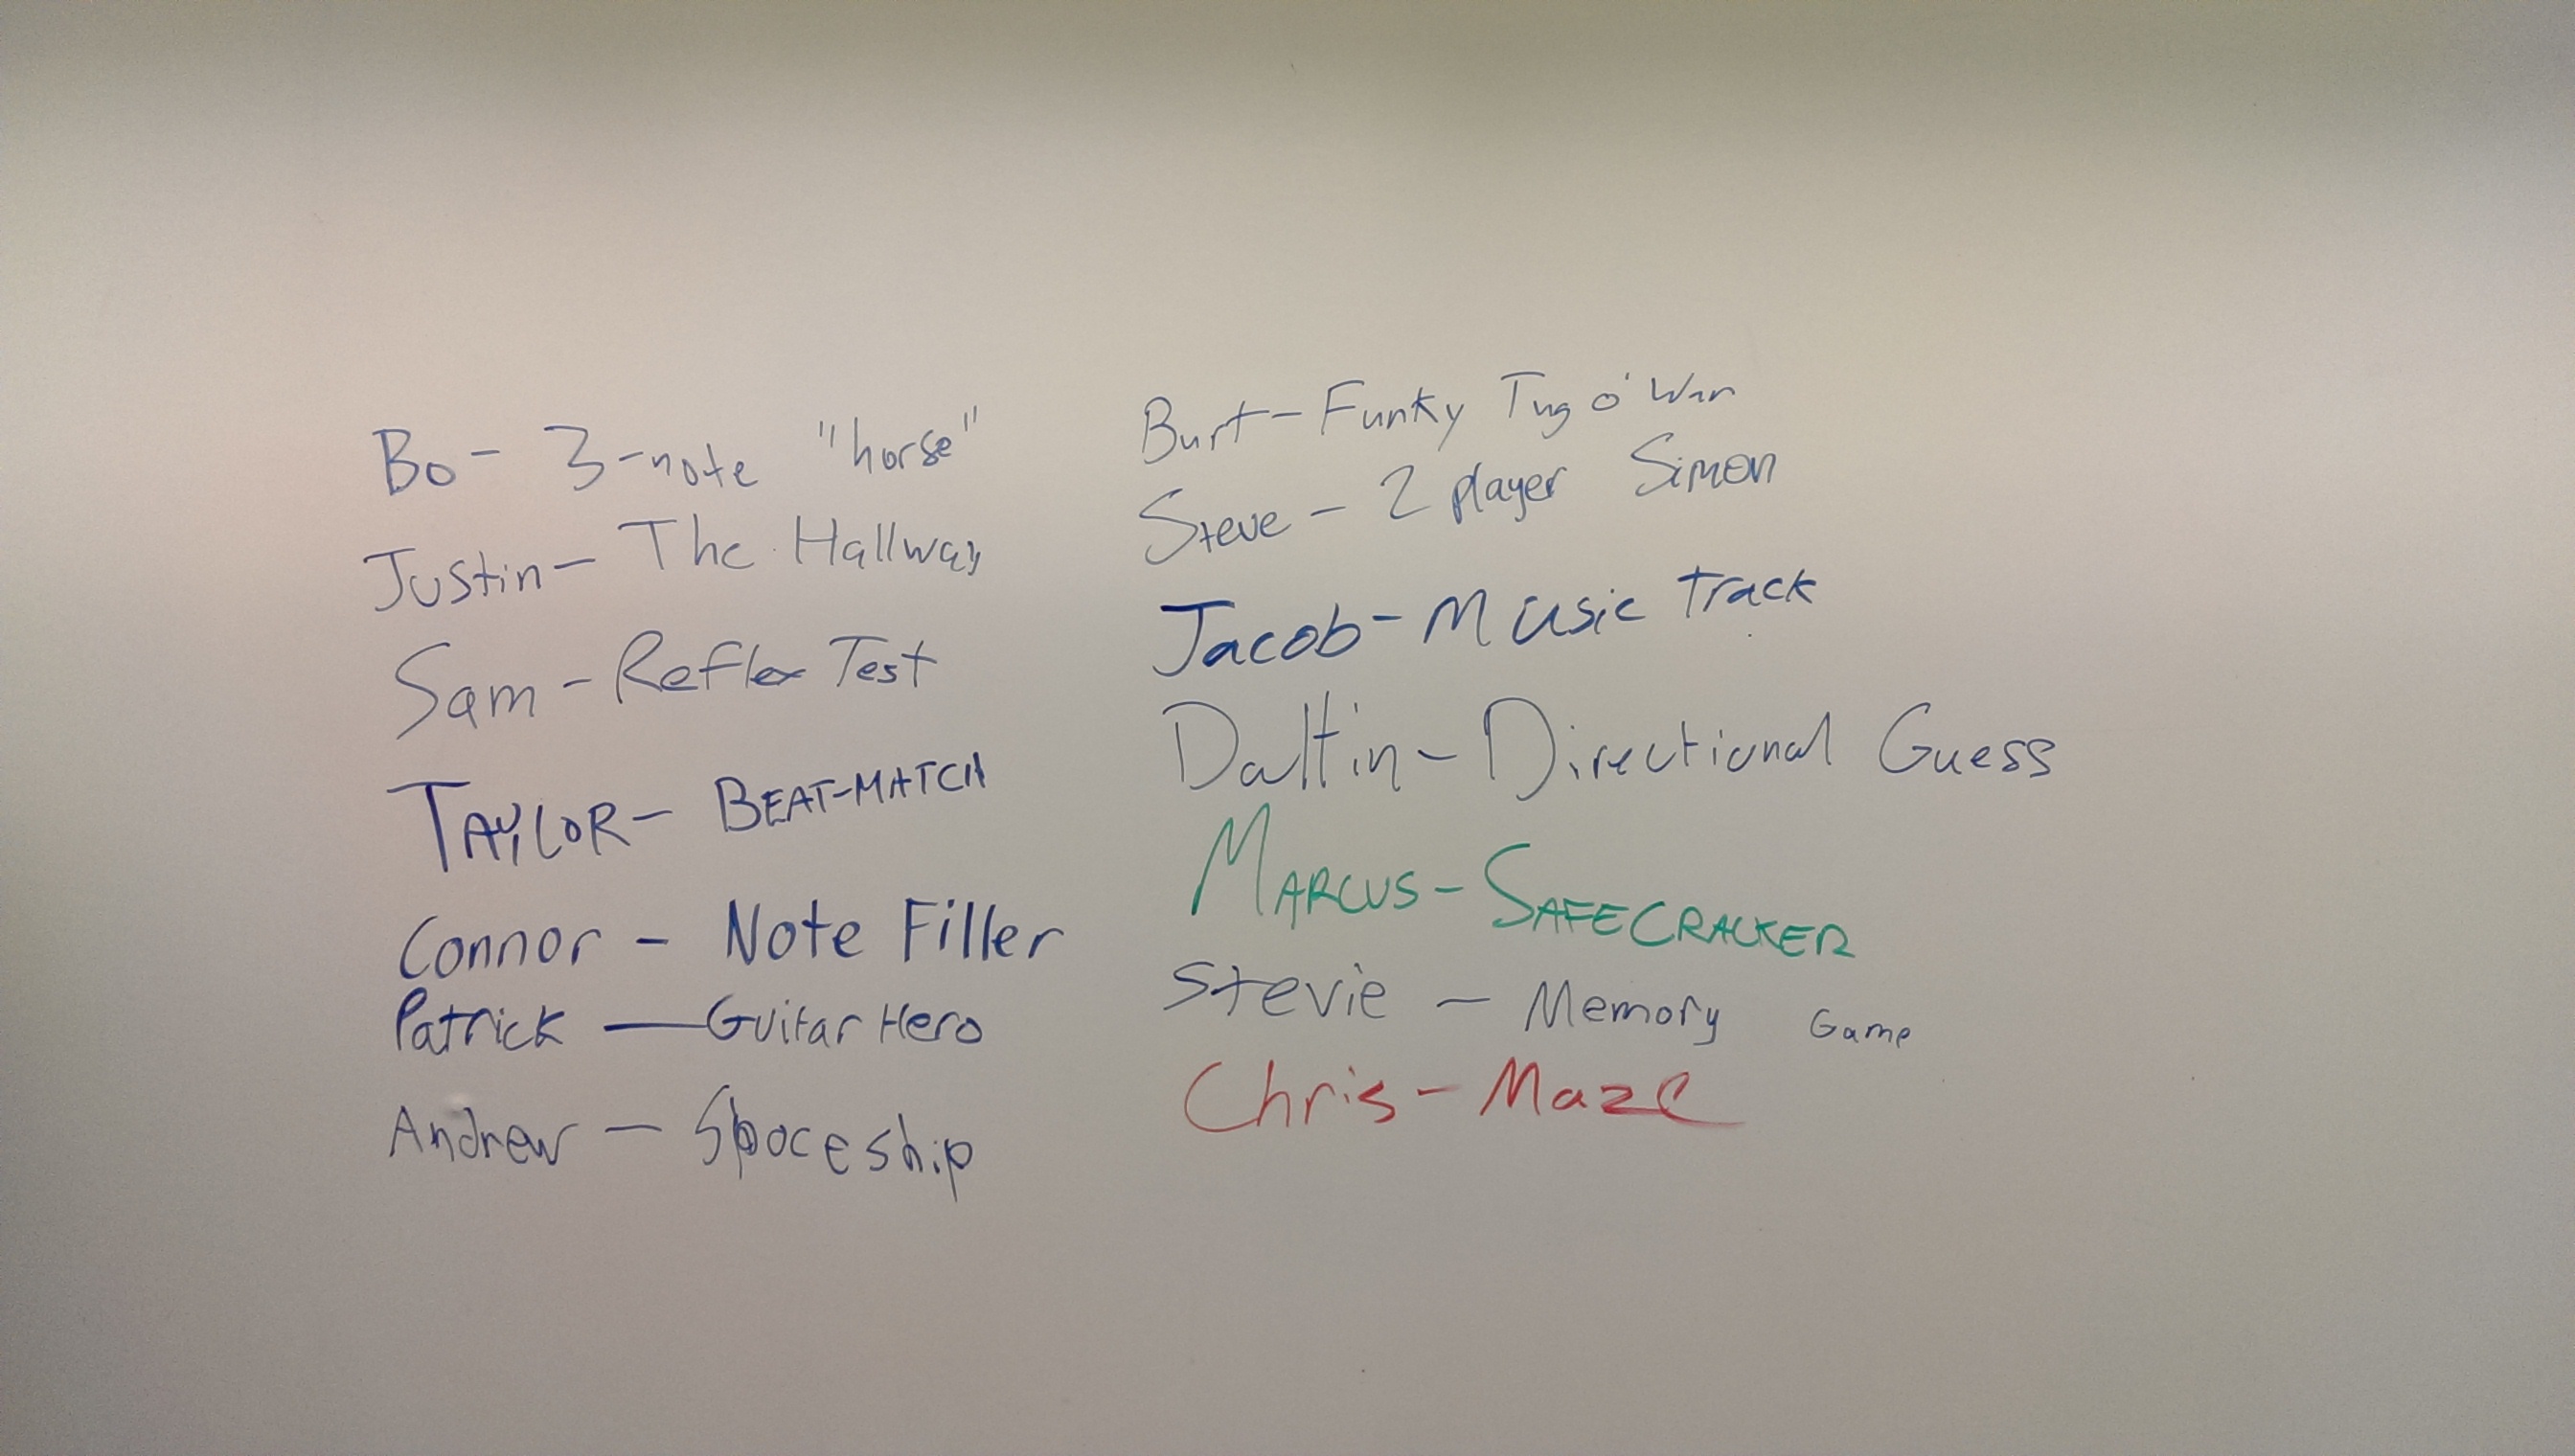 Bo - 3-note "horse"
Justin - The Hallway
Sam - Reflex Test
TAYLOR - BEAT-MATCH
Connor - Note Filler
Patrick — Guitar Hero
Andrew — Spaceship
Burt - Funky Tug o' War
Steve - 2 player Simon
Jacob - Music Track
Daltin - Directional Guess
MARCUS - SAFECRACKER
Stevie - Memory Game
Chris - Maze